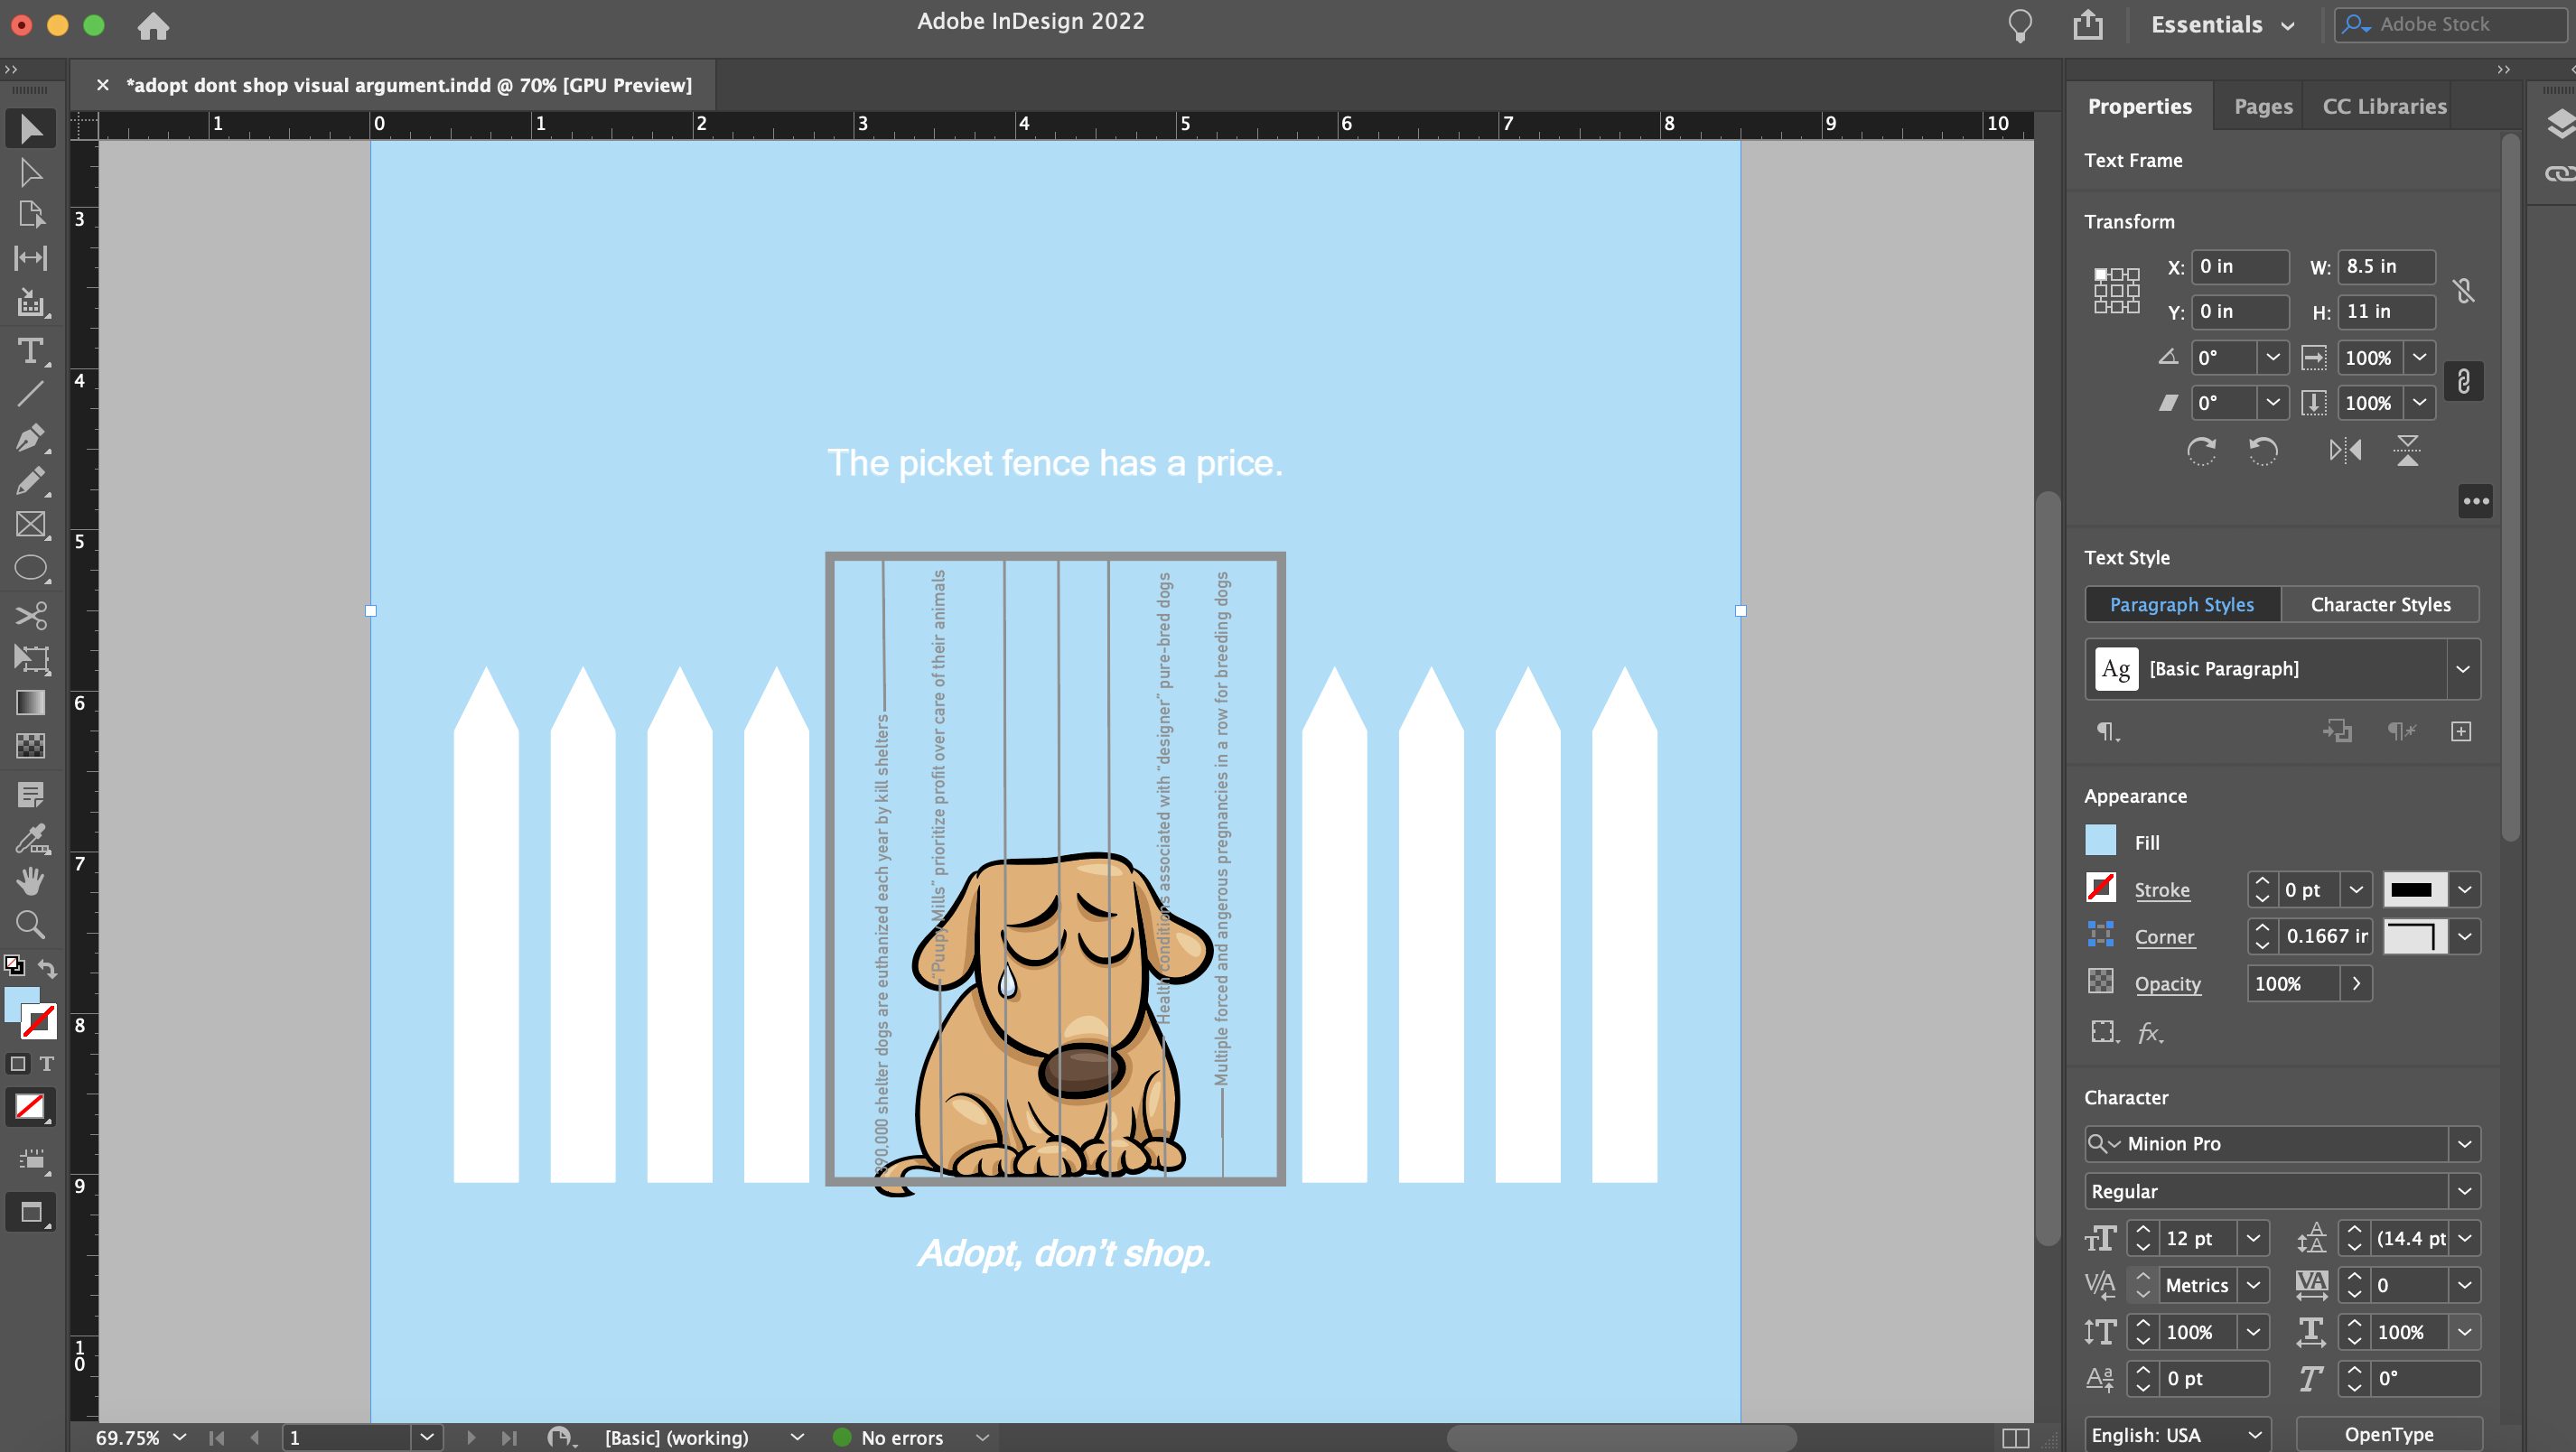 Adobe InDesign 2022
Essentials
Adobe Stock
*adopt dont shop visual argument.indd @ 70% [GPU Preview]
Properties
Pages
CC Libraries
1 0 1 2 3 4 5 6 7 8 9 10
3
4
5
6
7
8
9
1
0
The picket fence has a price.
390,000 shelter dogs are euthanized each year by kill shelters
“Puupy Mills” prioritize profit over care of their animals
Health conditions associated with “designer” pure-bred dogs
Multiple forced and angerous pregnancies in a row for breeding dogs
Adopt, don’t shop.
Text Frame
Transform
X: 0 in W: 8.5 in
Y: 0 in H: 11 in
0° 100%
0° 100%
Text Style
Paragraph Styles Character Styles
Ag [Basic Paragraph]
Appearance
Fill
Stroke 0 pt
Corner 0.1667 in
Opacity 100%
fx.
Character
Minion Pro
Regular
12 pt (14.4 pt
Metrics 0
100% 100%
0 pt 0°
English: USA OpenType
69.75% 1 [Basic] (working) No errors